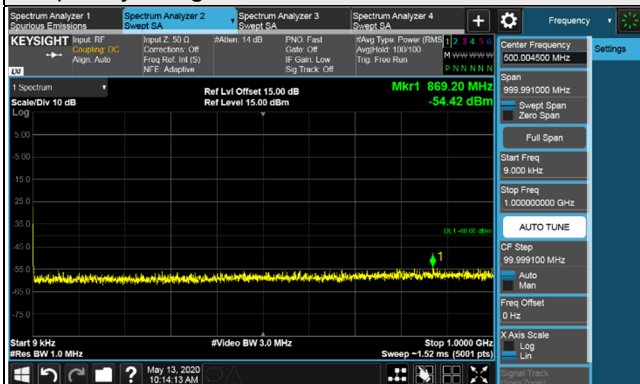 Spectrum Analyzer 1
Spurious Emissions
Spectrum Analyzer 2
Swept SA
Spectrum Analyzer 3
Swept SA
Spectrum Analyzer 4
Swept SA
+
Frequency
KEYSIGHT
Input: RF
Coupling: DC
Align: Auto
Input Z: 50 Ω
Corrections: Off
Freq Ref: Int (S)
NFE: Adaptive
#Atten: 14 dB
PNO: Fast
Gate: Off
IF Gain: Low
Sig Track: Off
#Avg Type: Power (RMS
Avg|Hold: 100/100
Trig: Free Run
1 2 3 4 5 6
M W W W W W
P N N N N N
LXI
1 Spectrum
Scale/Div 10 dB
Log
Ref Lvl Offset 15.00 dB
Ref Level 15.00 dBm
Mkr1 869.20 MHz
-54.42 dBm
5.00
-5.00
-15.0
-25.0
-35.0
-45.0
-55.0
-65.0
-75.0
DL1 -48.00 dBm
1
Start 9 kHz
#Res BW 1.0 MHz
#Video BW 3.0 MHz
Stop 1.0000 GHz
Sweep ~1.52 ms (5001 pts)
Center Frequency
500.004500 MHz
Settings
Span
999.991000 MHz
Swept Span
Zero Span
Full Span
Start Freq
9.000 kHz
Stop Freq
1.000000000 GHz
AUTO TUNE
CF Step
99.999100 MHz
Auto
Man
Freq Offset
0 Hz
X Axis Scale
Log
Lin
Signal Track
?
May 13, 2020
10:14:13 AM